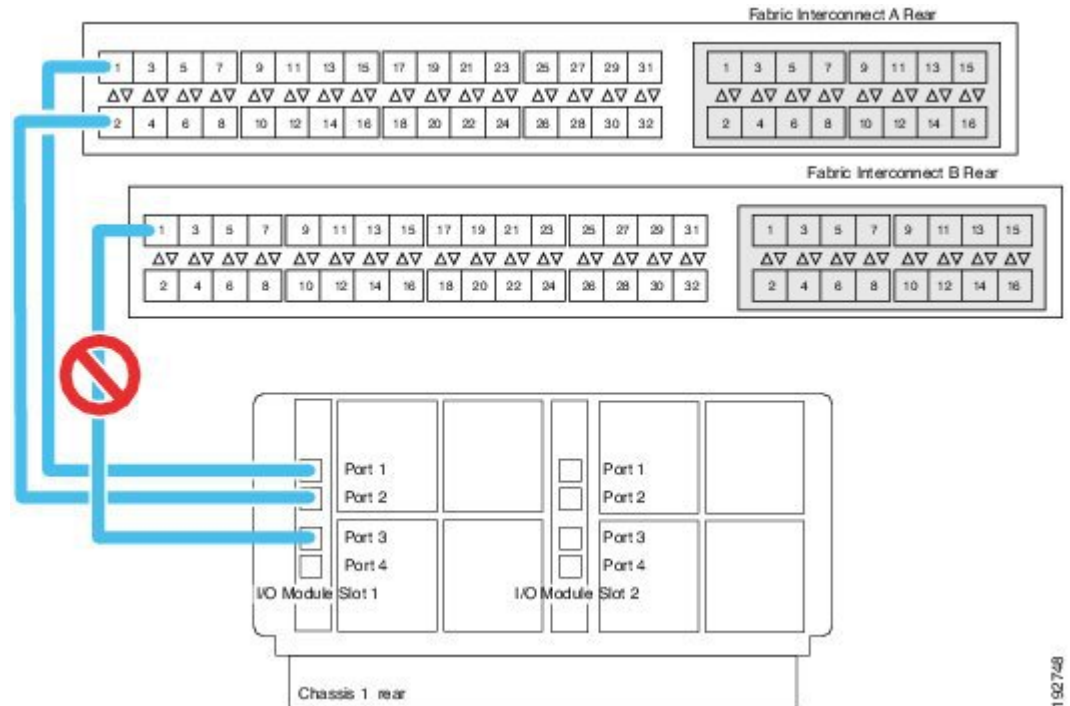 Fabric Interconnect A Rear
1 3 5 7 9 11 13 15 17 19 21 23 25 27 29 31 1 3 5 7 9 11 13 15
2 4 6 8 10 12 14 16 18 20 22 24 26 28 30 32 2 4 6 8 10 12 14 16
Fabric Interconnect B Rear
1 3 5 7 9 11 13 15 17 19 21 23 25 27 29 31 1 3 5 7 9 11 13 15
2 4 6 8 10 12 14 16 18 20 22 24 26 28 30 32 2 4 6 8 10 12 14 16
Port 1 Port 1
Port 2 Port 2
Port 3 Port 3
Port 4 Port 4
I/O Module Slot 1 I/O Module Slot 2
Chassis 1 rear
192748